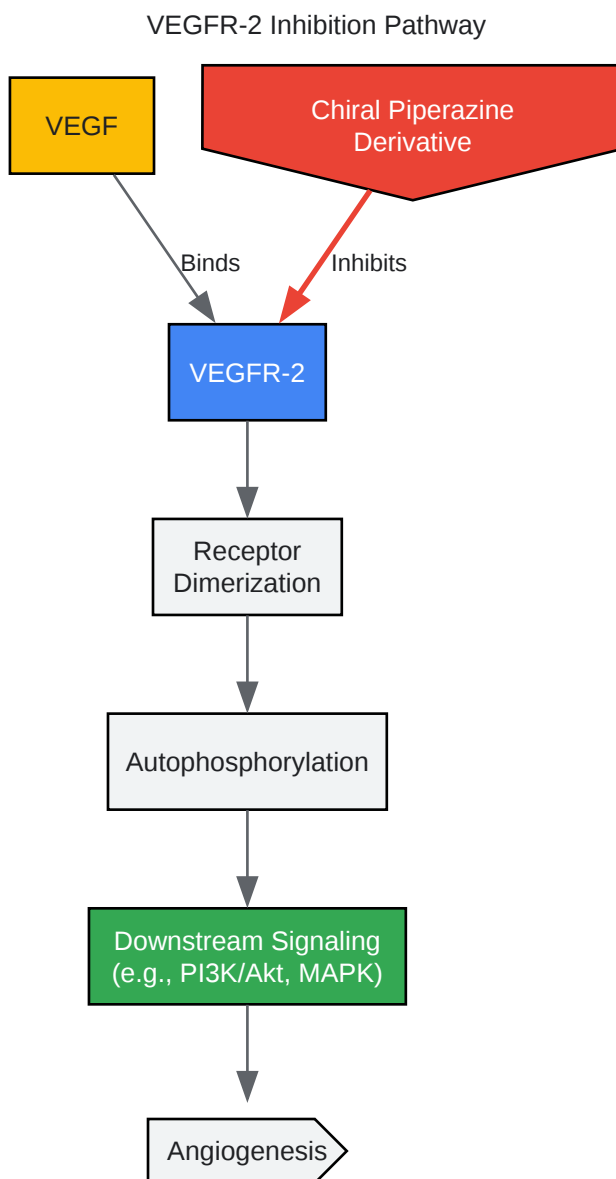 VEGFR-2 Inhibition Pathway
VEGF
Chiral Piperazine
Derivative
Binds
Inhibits
VEGFR-2
Receptor
Dimerization
Autophosphorylation
Downstream Signaling
(e.g., PI3K/Akt, MAPK)
Angiogenesis